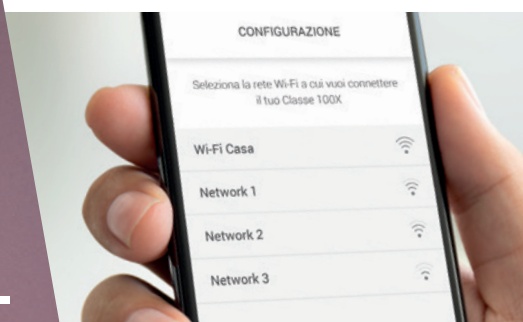 CONFIGURAZIONE
Seleziona la rete Wi-Fi a cui vuoi connettere
il tuo Classe 100X
Wi-Fi Casa
Network 1
Network 2
Network 3